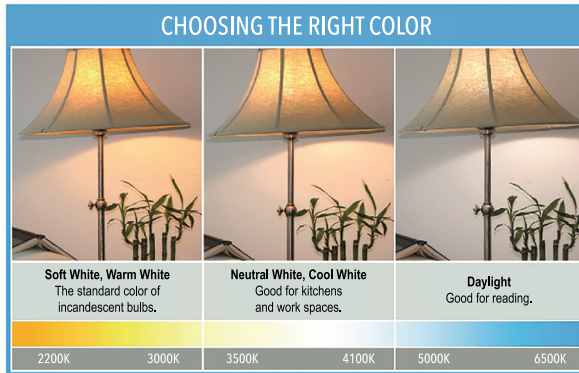 CHOOSING THE RIGHT COLOR
Soft White, Warm White
The standard color of
incandescent bulbs.
Neutral White, Cool White
Good for kitchens
and work spaces.
Daylight
Good for reading.
2200K 3000K 3500K 4100K 5000K 6500K